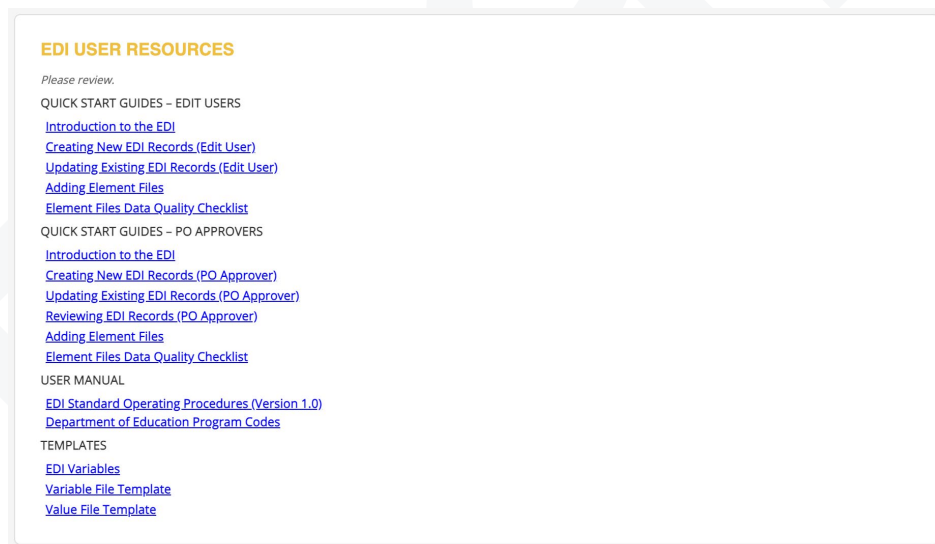 EDI USER RESOURCES
Please review.
QUICK START GUIDES – EDIT USERS
Introduction to the EDI
Creating New EDI Records (Edit User)
Updating Existing EDI Records (Edit User)
Adding Element Files
Element Files Data Quality Checklist
QUICK START GUIDES – PO APPROVERS
Introduction to the EDI
Creating New EDI Records (PO Approver)
Updating Existing EDI Records (PO Approver)
Reviewing EDI Records (PO Approver)
Adding Element Files
Element Files Data Quality Checklist
USER MANUAL
EDI Standard Operating Procedures (Version 1.0)
Department of Education Program Codes
TEMPLATES
EDI Variables
Variable File Template
Value File Template